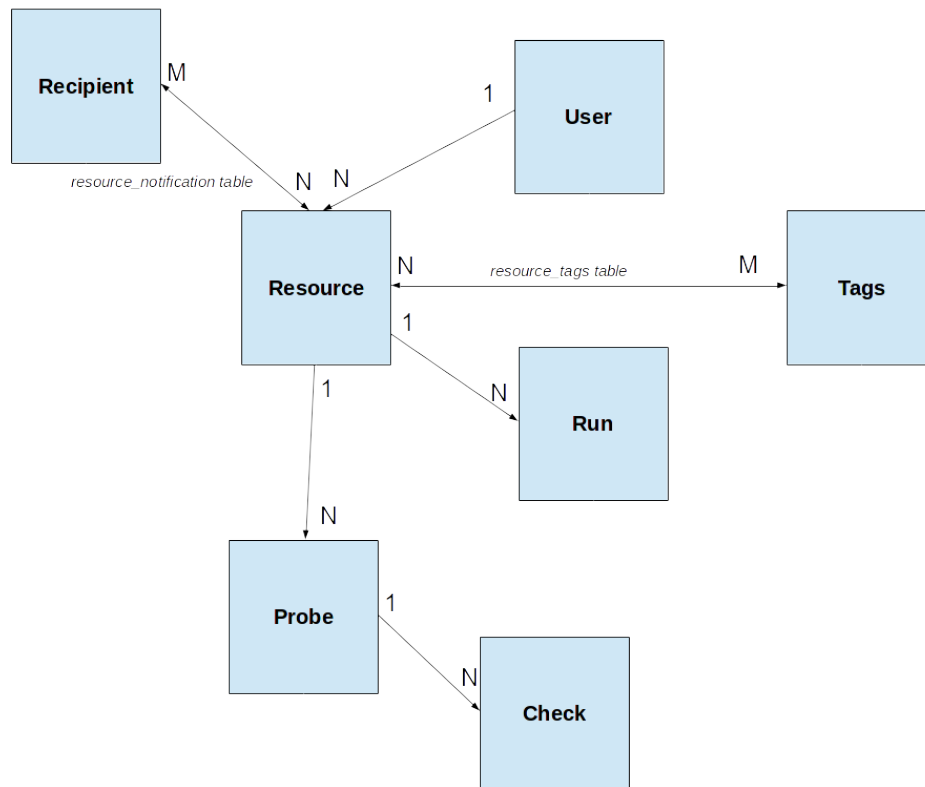 Recipient
M
1
User
resource_notification table
N
N
Resource
N
resource_tags table
M
Tags
1
N
Run
1
N
Probe
1
N
Check